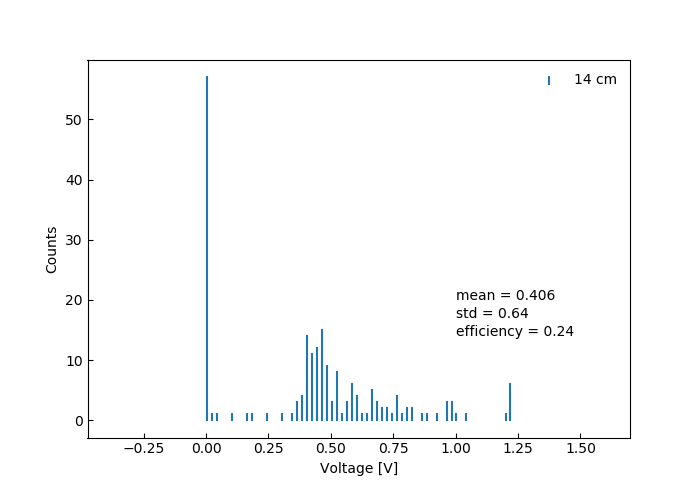 14 cm
50
40
30
20
10
0
Counts
mean = 0.406
std = 0.64
efficiency = 0.24
−0.25 0.00 0.25 0.50 0.75 1.00 1.25 1.50
Voltage [V]